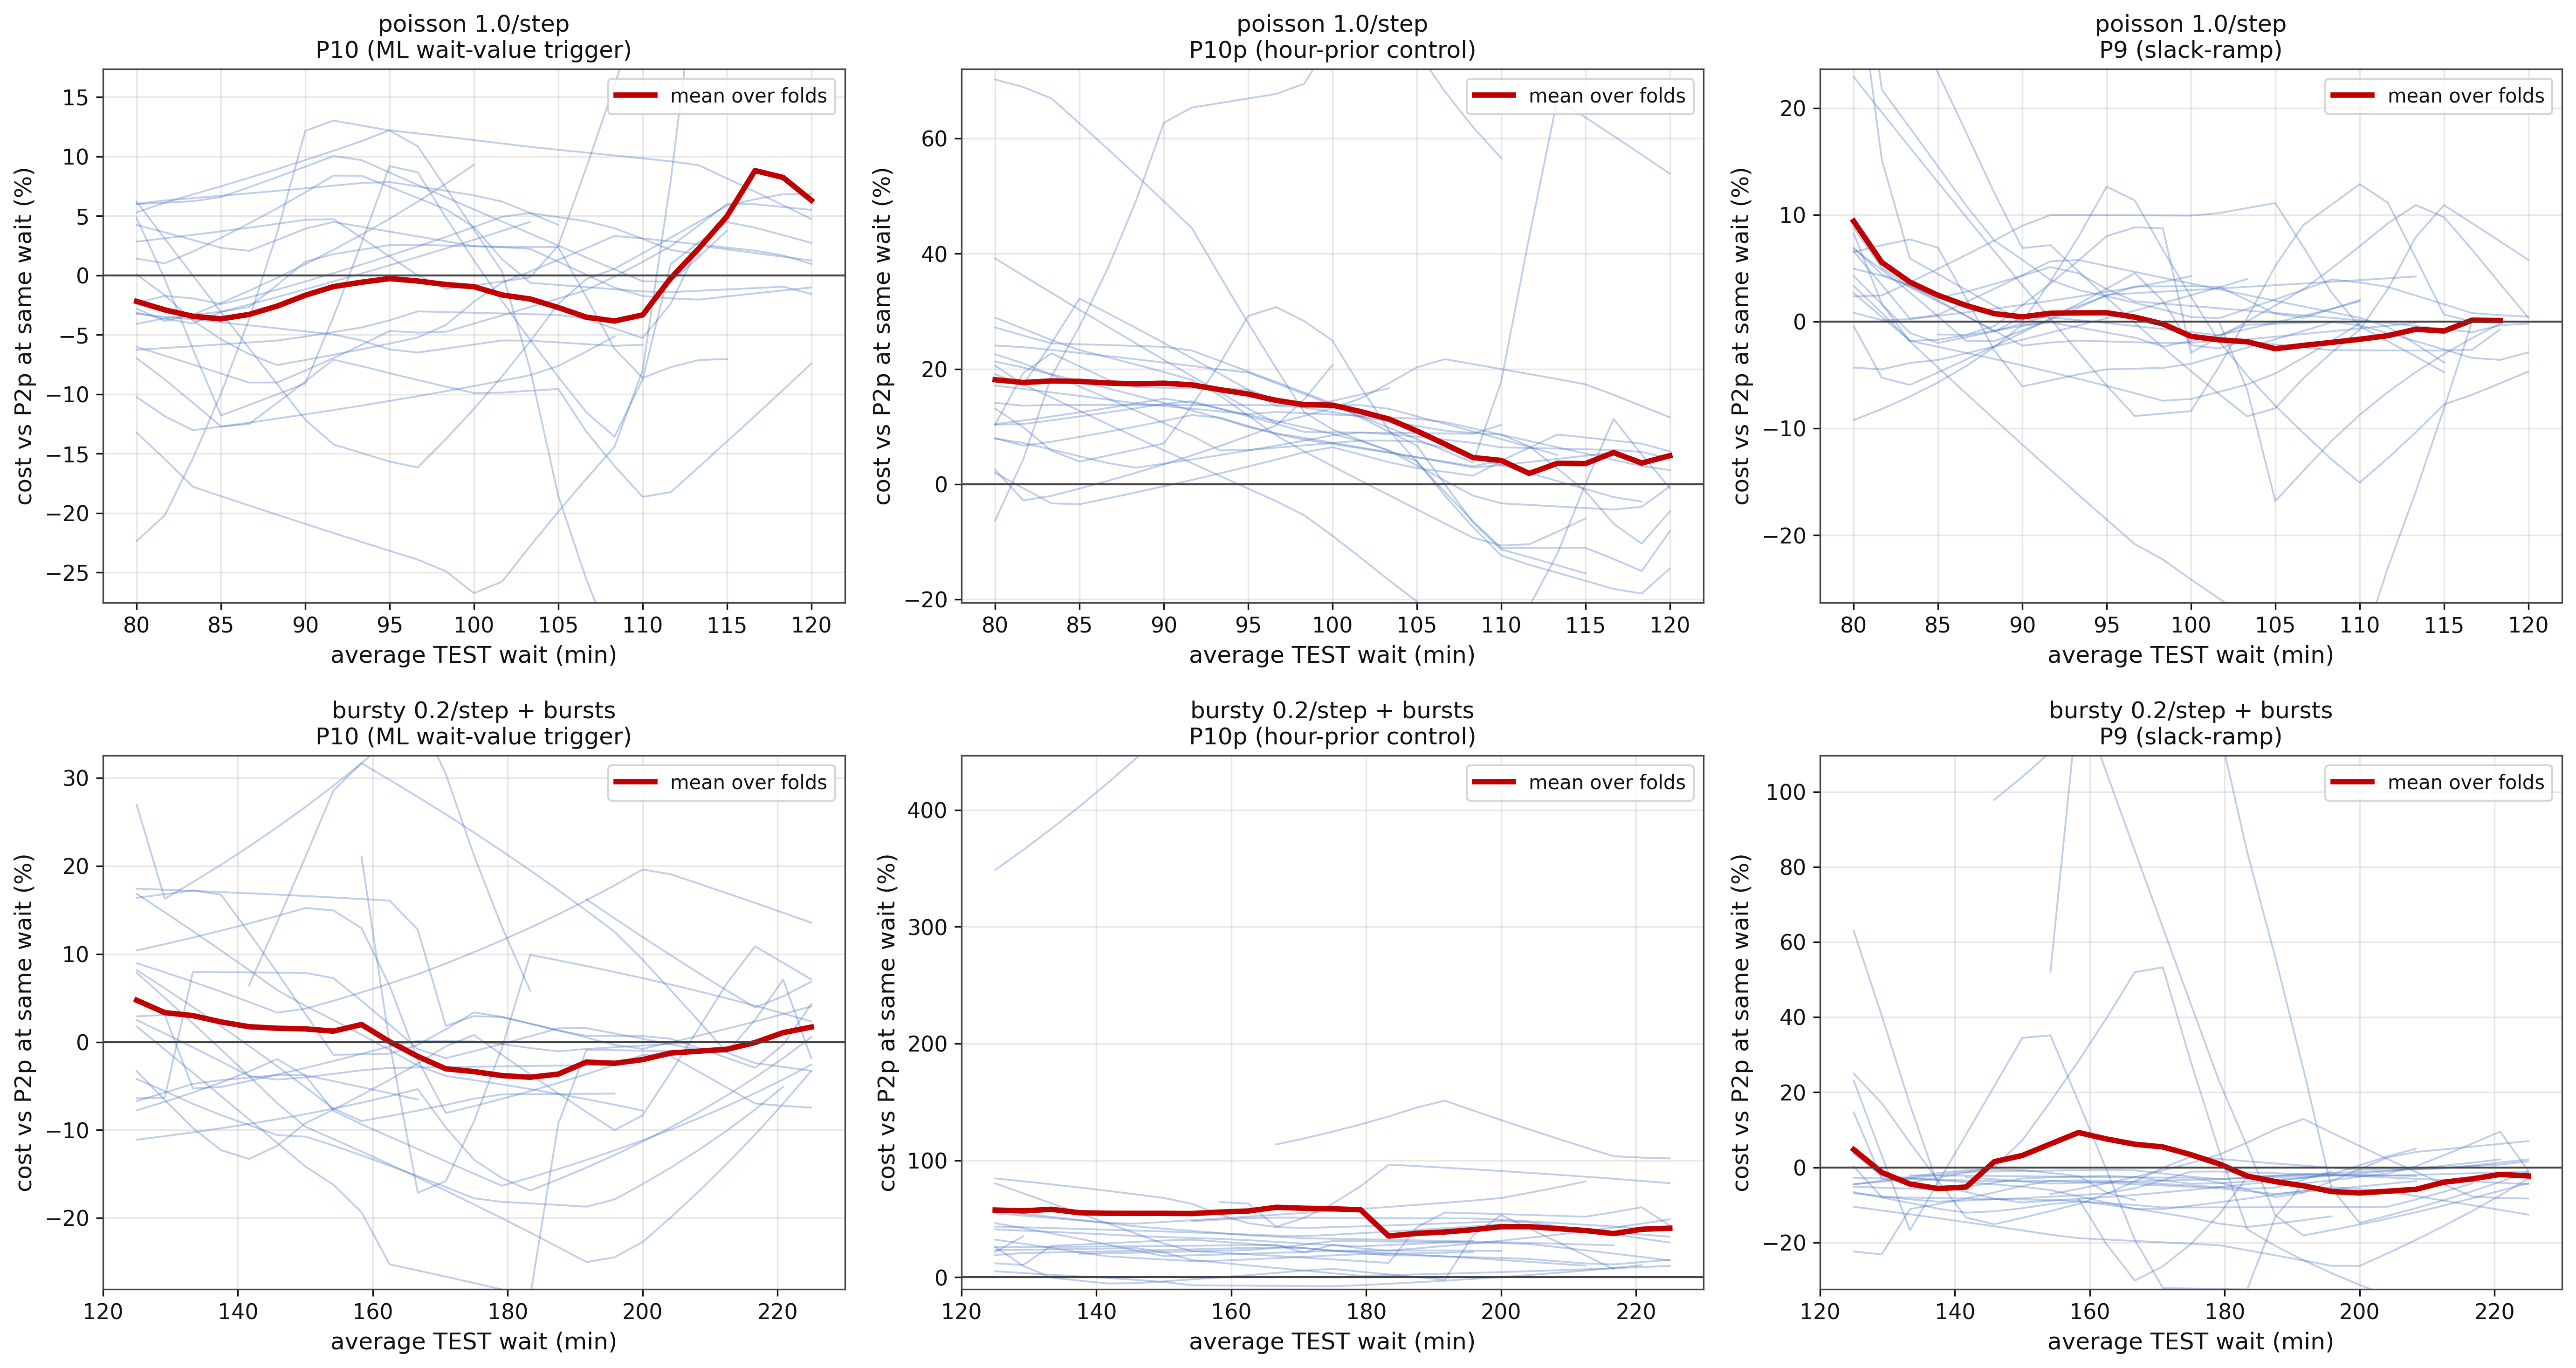 poisson 1.0/step
P10 (ML wait-value trigger)
mean over folds
cost vs P2p at same wait (%)
15
10
5
0
−5
−10
−15
−20
−25
80 85 90 95 100 105 110 115 120
average TEST wait (min)
poisson 1.0/step
P10p (hour-prior control)
mean over folds
cost vs P2p at same wait (%)
60
40
20
0
−20
80 85 90 95 100 105 110 115 120
average TEST wait (min)
poisson 1.0/step
P9 (slack-ramp)
mean over folds
cost vs P2p at same wait (%)
20
10
0
−10
−20
80 85 90 95 100 105 110 115 120
average TEST wait (min)
bursty 0.2/step + bursts
P10 (ML wait-value trigger)
mean over folds
cost vs P2p at same wait (%)
30
20
10
0
−10
−20
120 140 160 180 200 220
average TEST wait (min)
bursty 0.2/step + bursts
P10p (hour-prior control)
mean over folds
cost vs P2p at same wait (%)
400
300
200
100
0
120 140 160 180 200 220
average TEST wait (min)
bursty 0.2/step + bursts
P9 (slack-ramp)
mean over folds
cost vs P2p at same wait (%)
100
80
60
40
20
0
−20
120 140 160 180 200 220
average TEST wait (min)